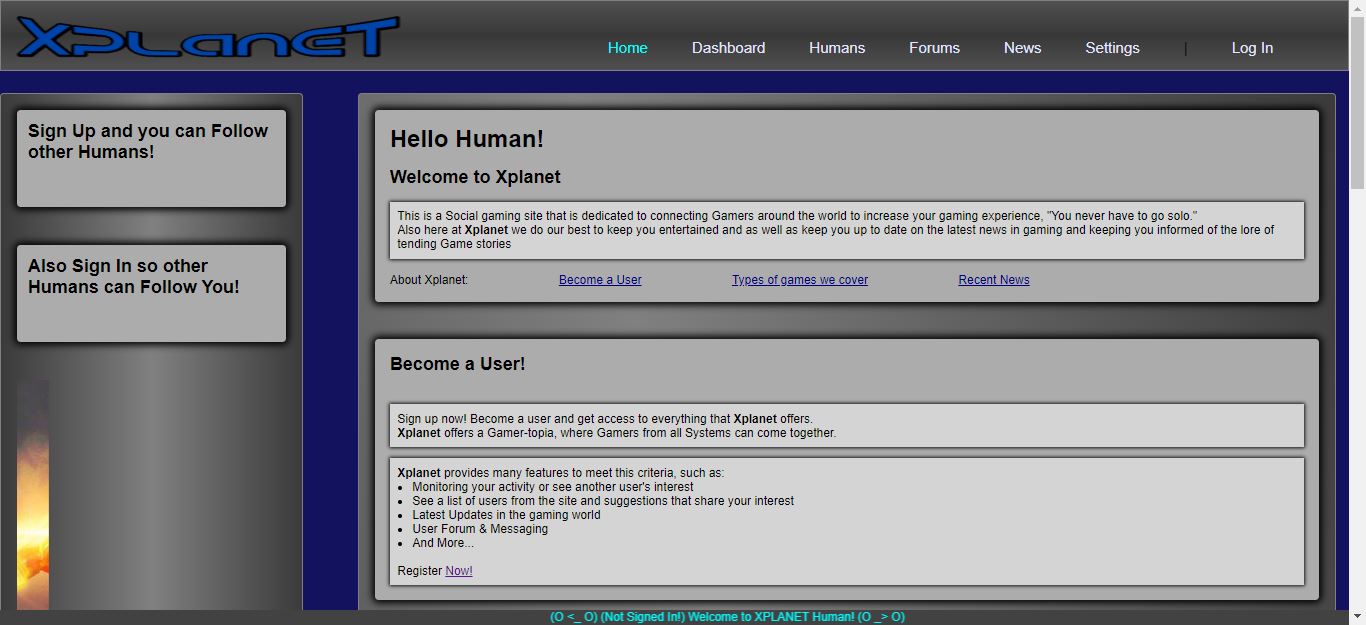 XPLANET
Home Dashboard Humans Forums News Settings | Log In
Sign Up and you can Follow
other Humans!
Also Sign In so other
Humans can Follow You!
Hello Human!
Welcome to Xplanet
This is a Social gaming site that is dedicated to connecting Gamers around the world to increase your gaming experience, "You never have to go solo."
Also here at Xplanet we do our best to keep you entertained and as well as keep you up to date on the latest news in gaming and keeping you informed of the lore of
tending Game stories
About Xplanet: Become a User Types of games we cover Recent News
Become a User!
Sign up now! Become a user and get access to everything that Xplanet offers.
Xplanet offers a Gamer-topia, where Gamers from all Systems can come together.
Xplanet provides many features to meet this criteria, such as:
• Monitoring your activity or see another user's interest
• See a list of users from the site and suggestions that share your interest
• Latest Updates in the gaming world
• User Forum & Messaging
• And More...
Register Now!
(O <_ O) (Not Signed In!) Welcome to XPLANET Human! (O _> O)